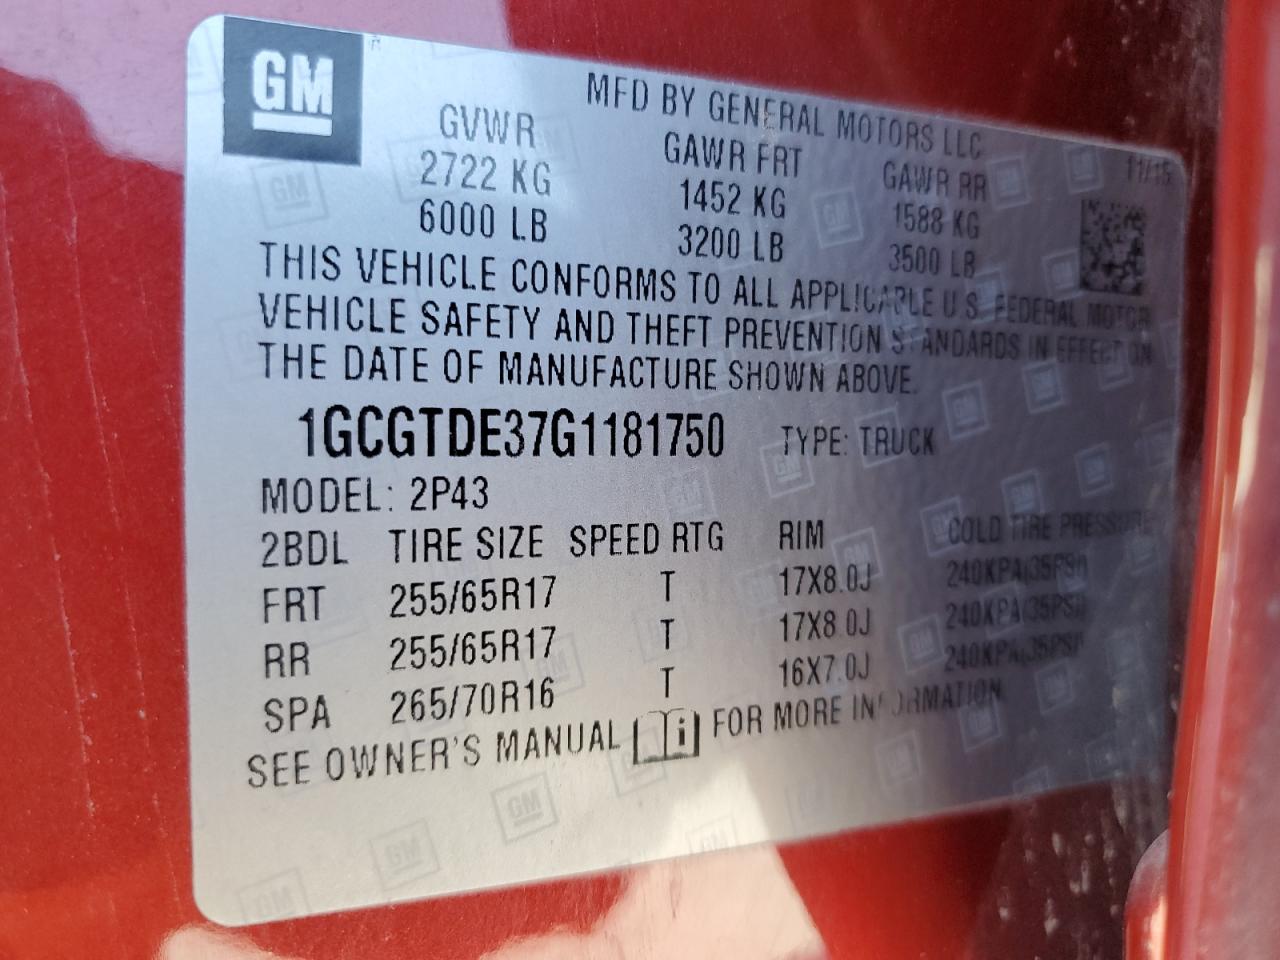 GM
MFD BY GENERAL MOTORS LLC
11/15
GVWR GAWR FRT GAWR RR
2722 KG 1452 KG 1588 KG
6000 LB 3200 LB 3500 LB
THIS VEHICLE CONFORMS TO ALL APPLICABLE U.S. FEDERAL MOTOR
VEHICLE SAFETY AND THEFT PREVENTION STANDARDS IN EFFECT ON
THE DATE OF MANUFACTURE SHOWN ABOVE.
1GCGTDE37G1181750 TYPE: TRUCK
MODEL: 2P43
2BDL TIRE SIZE SPEED RTG RIM COLD TIRE PRESSURE
FRT 255/65R17 T 17X8.0J 240KPA(35PSI)
RR 255/65R17 T 17X8.0J 240KPA(35PSI)
SPA 265/70R16 T 16X7.0J 240KPA(35PSI)
SEE OWNER'S MANUAL i FOR MORE INFORMATION